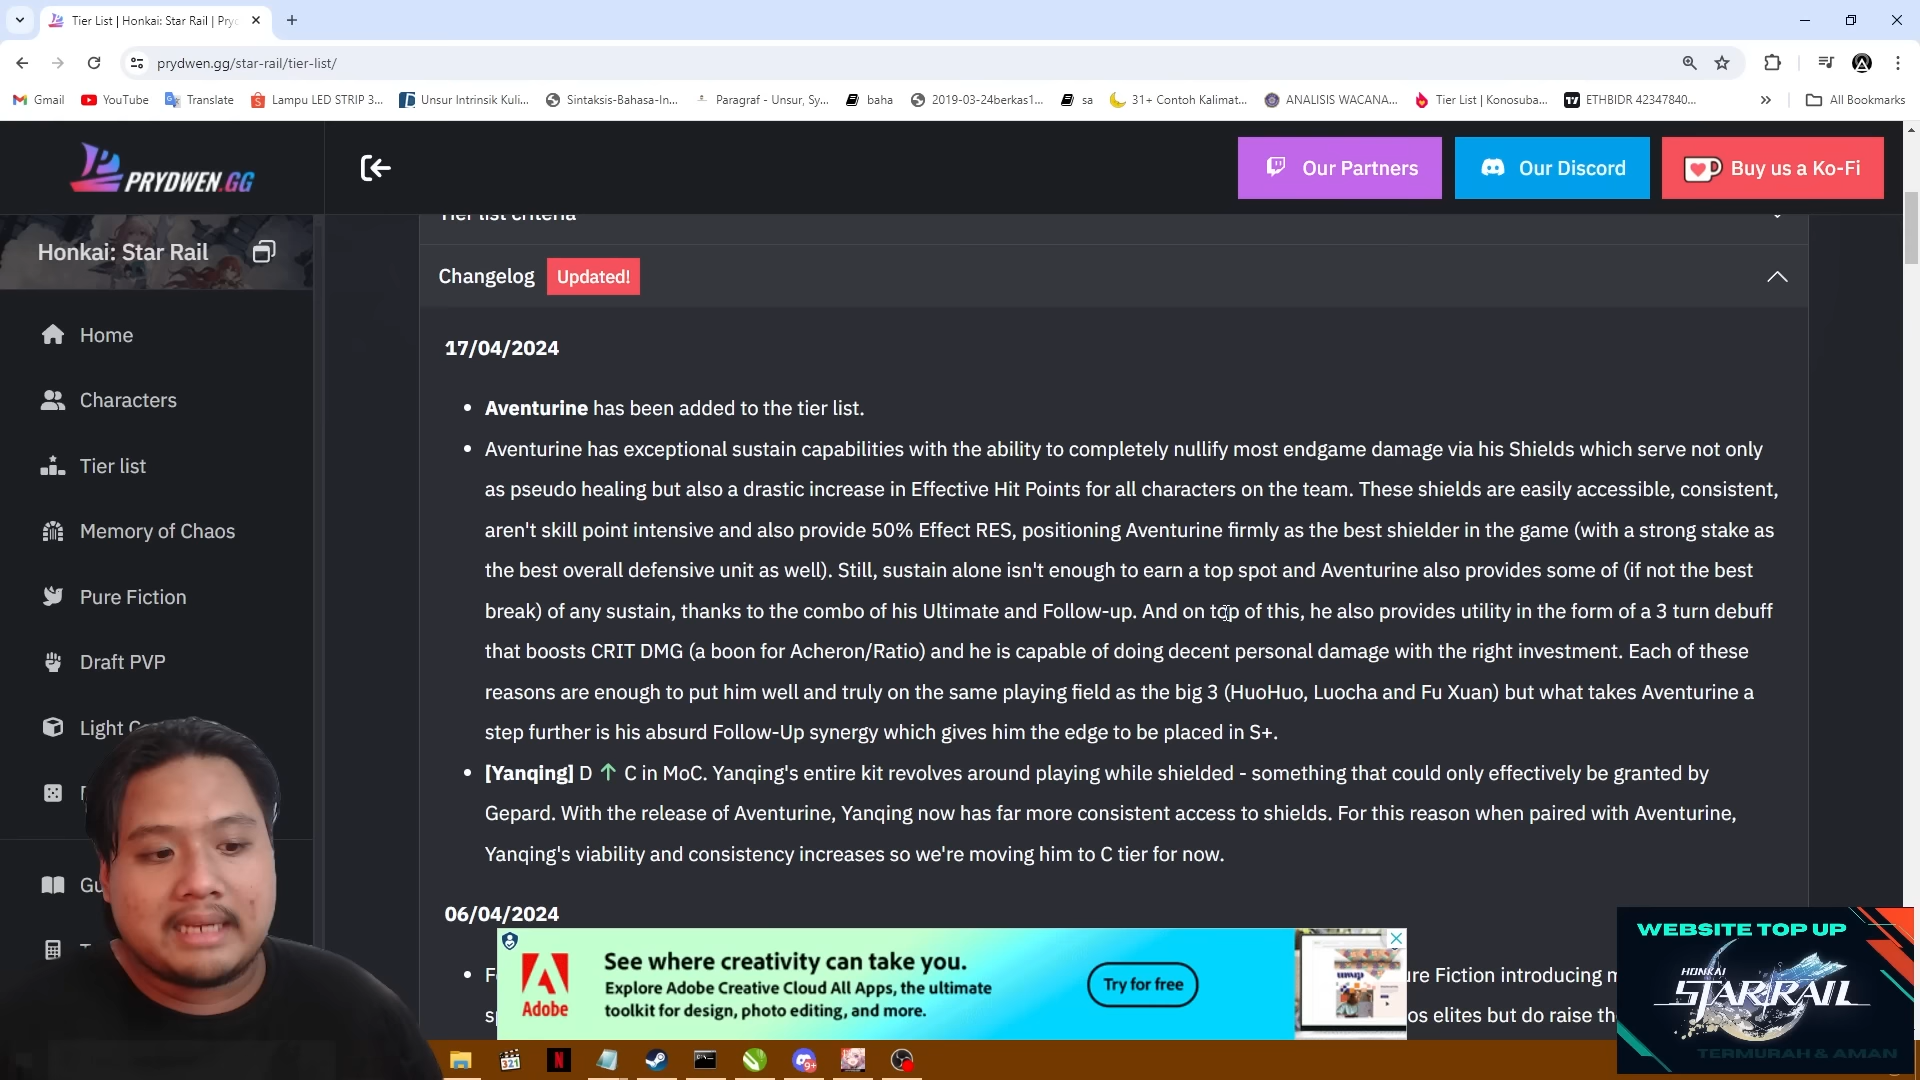 Tier List | Honkai: Star Rail | Pryd
prydwen.gg/star-rail/tier-list/
Gmail
YouTube
Translate
Lampu LED STRIP 3...
Unsur Intrinsik Kuli...
Sintaksis-Bahasa-In...
Paragraf - Unsur, Sy...
baha
2019-03-24berkas1...
sa
31+ Contoh Kalimat...
ANALISIS WACANA...
Tier List | Konosuba...
ETHBIDR 42347840...
All Bookmarks
PRYDWEN.GG
Our Partners
Our Discord
Buy us a Ko-Fi
Honkai: Star Rail
Home
Characters
Tier list
Memory of Chaos
Pure Fiction
Draft PVP
Light
Tier list criteria
Changelog
Updated!
17/04/2024
• Aventurine has been added to the tier list.
• Aventurine has exceptional sustain capabilities with the ability to completely nullify most endgame damage via his Shields which serve not only
as pseudo healing but also a drastic increase in Effective Hit Points for all characters on the team. These shields are easily accessible, consistent,
aren't skill point intensive and also provide 50% Effect RES, positioning Aventurine firmly as the best shielder in the game (with a strong stake as
the best overall defensive unit as well). Still, sustain alone isn't enough to earn a top spot and Aventurine also provides some of (if not the best
break) of any sustain, thanks to the combo of his Ultimate and Follow-up. And on top of this, he also provides utility in the form of a 3 turn debuff
that boosts CRIT DMG (a boon for Acheron/Ratio) and he is capable of doing decent personal damage with the right investment. Each of these
reasons are enough to put him well and truly on the same playing field as the big 3 (HuoHuo, Luocha and Fu Xuan) but what takes Aventurine a
step further is his absurd Follow-Up synergy which gives him the edge to be placed in S+.
• [Yanqing] D ↑ C in MoC. Yanqing's entire kit revolves around playing while shielded - something that could only effectively be granted by
Gepard. With the release of Aventurine, Yanqing now has far more consistent access to shields. For this reason when paired with Aventurine,
Yanqing's viability and consistency increases so we're moving him to C tier for now.
06/04/2024
ure Fiction introducing
os elites but do raise
Adobe
See where creativity can take you.
Explore Adobe Creative Cloud All Apps, the ultimate
toolkit for design, photo editing, and more.
Try for free
WEBSITE TOP UP
HONKAI
STAR RAIL
TERMURAH & AMAN